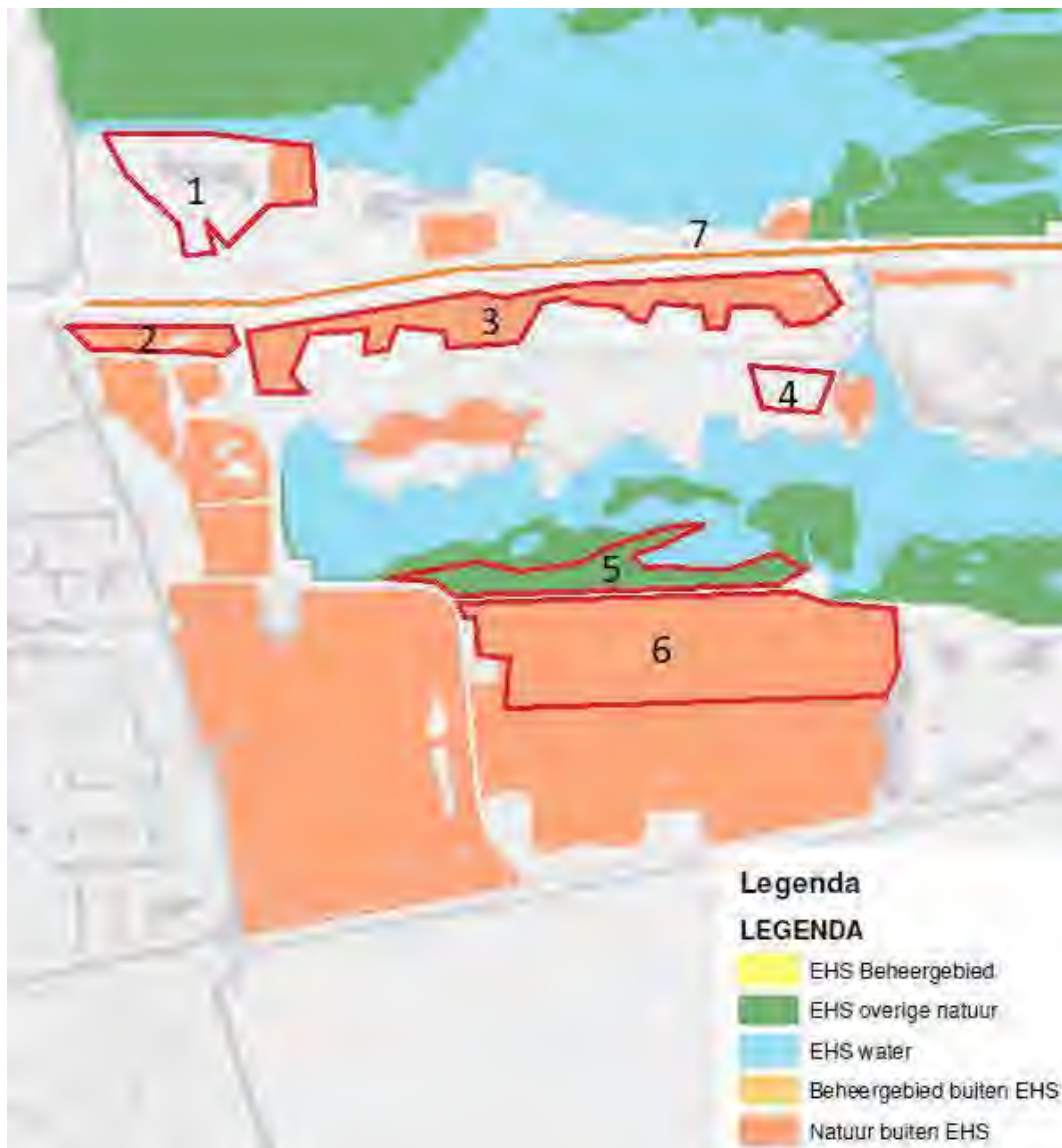 1
7
2
3
4
5
6
Legenda
LEGENDA
EHS Beheergebied
EHS overige natuur
EHS water
Beheergebied buiten EHS
Natuur buiten EHS